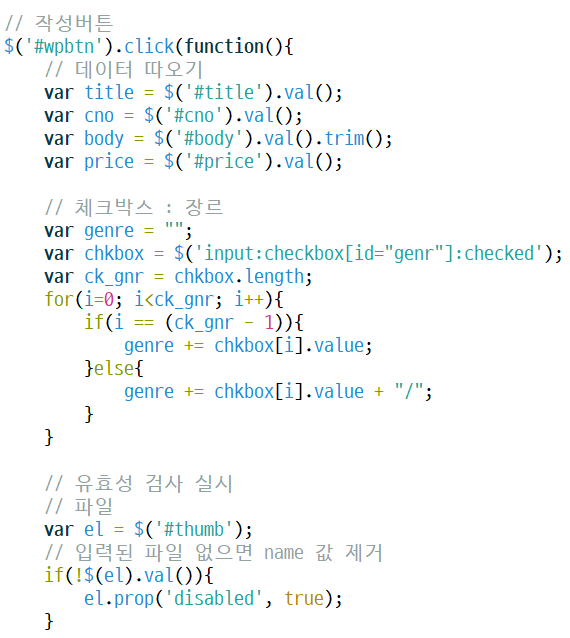 // 작성버튼
$('#wpbtn').click(function(){
    // 데이터 따오기
    var title = $('#title').val();
    var cno = $('#cno').val();
    var body = $('#body').val().trim();
    var price = $('#price').val();

    // 체크박스 : 장르
    var genre = "";
    var chkbox = $('input:checkbox[id="genr"]:checked');
    var ck_gnr = chkbox.length;
    for(i=0; i<ck_gnr; i++){
        if(i == (ck_gnr - 1)){
            genre += chkbox[i].value;
        }else{
            genre += chkbox[i].value + "/";
        }
    }

    // 유효성 검사 실시
    // 파일
    var el = $('#thumb');
    // 입력된 파일 없으면 name 값 제거
    if(!$(el).val()){
        el.prop('disabled', true);
    }